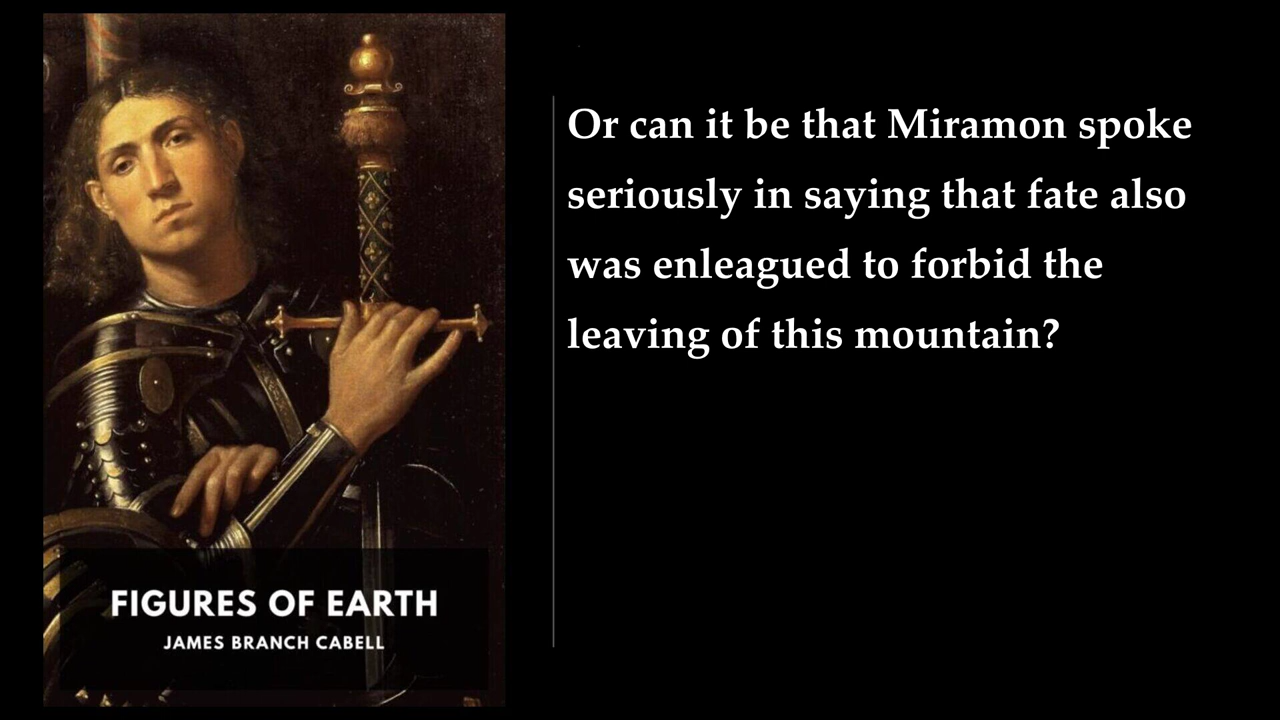 Or can it be that Miramon spoke
seriously in saying that fate also
was enleagued to forbid the
leaving of this mountain?
FIGURES OF EARTH
JAMES BRANCH CABELL